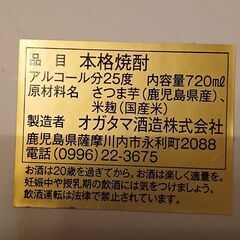 品目 本格焼酎
アルコール分25度 内容量720ml
原材料名 さつま芋(鹿児島県産)、
米麹(国産米)
製造者 オガタマ酒造株式会社
鹿児島県薩摩川内市永利町2088
電話(0996)22-3675
お酒は20歳を過ぎてから。お酒は楽しく適量を。
妊娠中や授乳期の飲酒には気をつけましょう。
飲酒運転は法律で禁止されています。